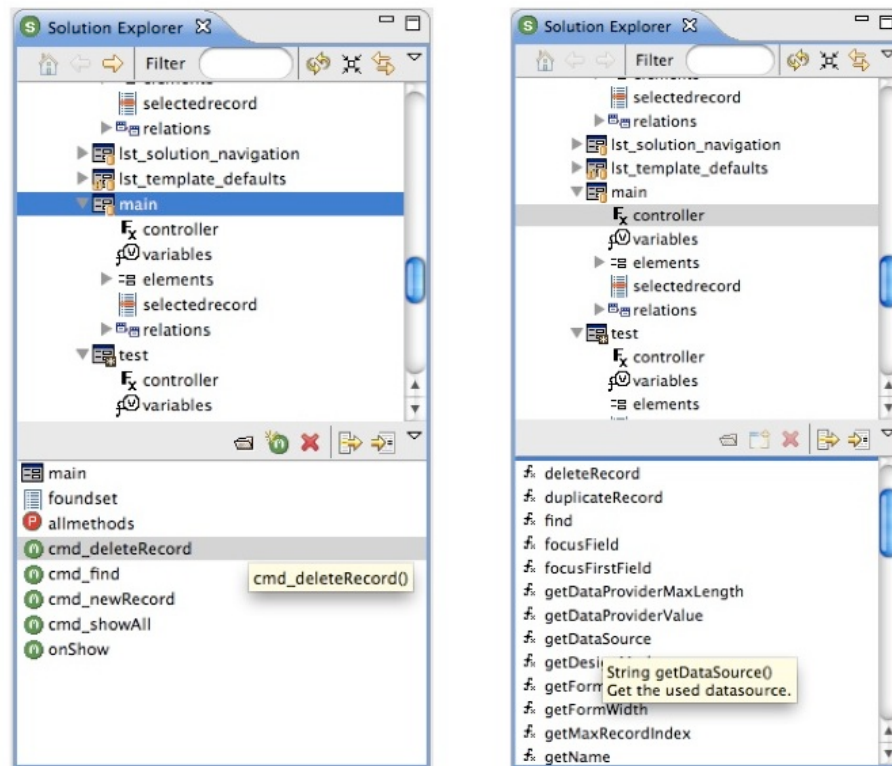 Solution Explorer
Filter
elements
selectedrecord
relations
lst_solution_navigation
lst_template_defaults
main
controller
variables
elements
selectedrecord
relations
test
controller
variables
main
foundset
allmethods
cmd_deleteRecord
cmd_find
cmd_deleteRecord()
cmd_newRecord
cmd_showAll
onShow
Solution Explorer
Filter
selectedrecord
relations
lst_solution_navigation
lst_template_defaults
main
controller
variables
elements
selectedrecord
relations
test
controller
variables
elements
deleteRecord
duplicateRecord
find
focusField
focusFirstField
getDataProviderMaxLength
getDataProviderValue
getDataSource
String getDataSource()
Get the used datasource.
getFormWidth
getMaxRecordIndex
getName